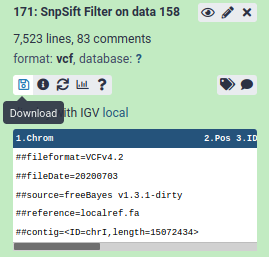 171: SnpSift Filter on data 158
7,523 lines, 83 comments
format: vcf, database: ?
Download
th IGV local
1.Chrom 2.Pos 3.ID
##fileformat=VCFv4.2
##fileDate=20200703
##source=freeBayes v1.3.1-dirty
##reference=localref.fa
##contig=<ID=chrI,length=15072434>